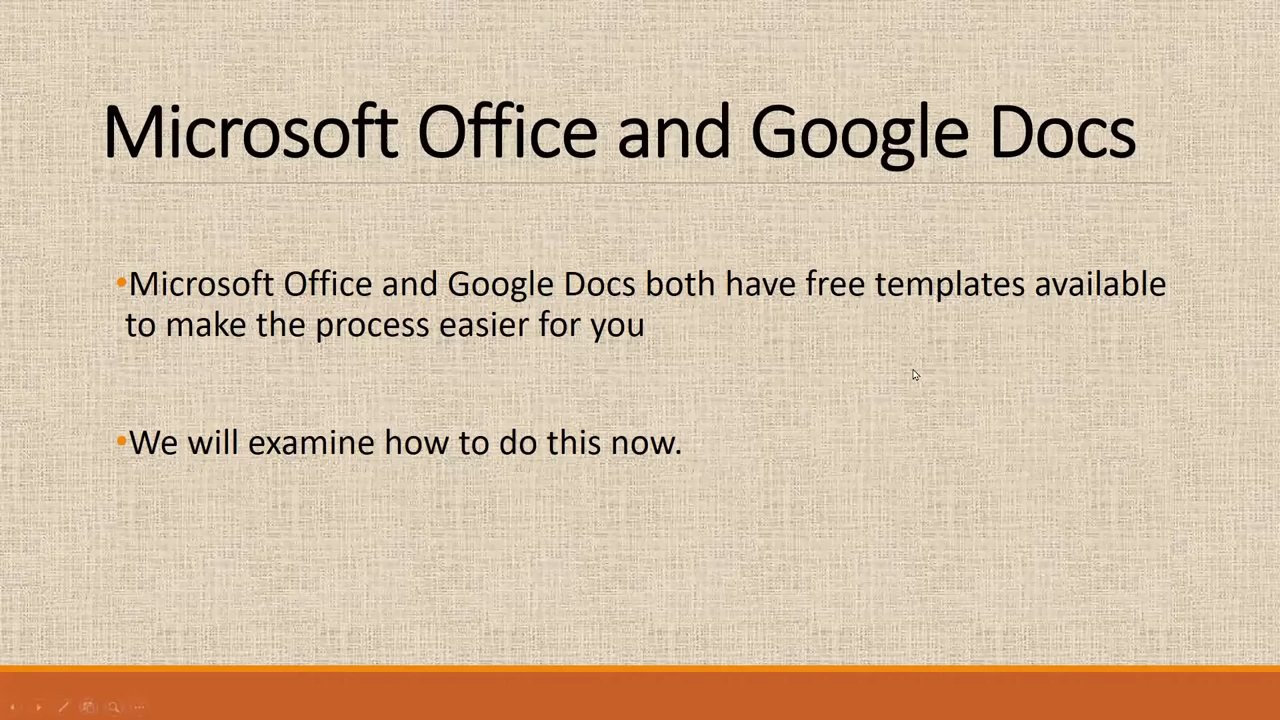 Microsoft Office and Google Docs
•Microsoft Office and Google Docs both have free templates available
to make the process easier for you
•We will examine how to do this now.